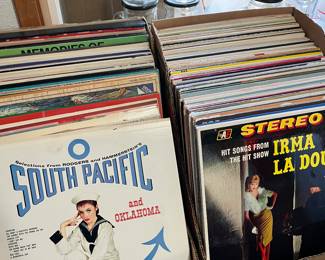 MEMORIES OF
Selections From RODGERS and HAMMERSTEIN'S
SOUTH PACIFIC
and
OKLAHOMA
STEREO
HIT SONGS FROM
THE HIT SHOW
IRMA
LA DOU